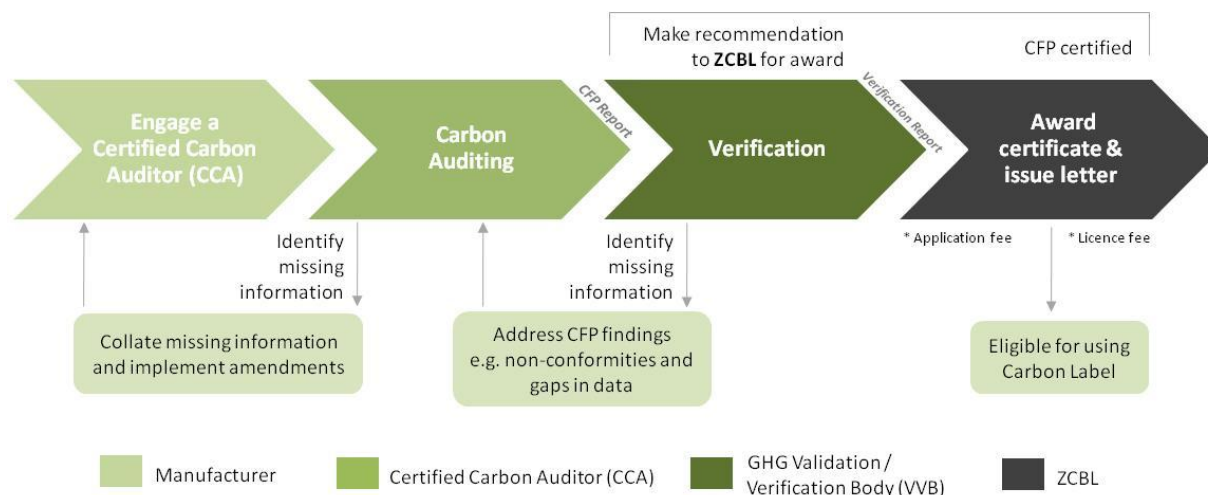 Make recommendation
to ZCBL for award
CFP certified
Engage a
Certified Carbon
Auditor (CCA)
Carbon
Auditing
CFP Report
Verification
Verification Report
Award
certificate &
issue letter
Identify
missing
information
Identify
missing
information
* Application fee
* Licence fee
Collate missing information
and implement amendments
Address CFP findings
e.g. non-conformities and
gaps in data
Eligible for using
Carbon Label
Manufacturer
Certified Carbon Auditor (CCA)
GHG Validation /
Verification Body (VVB)
ZCBL